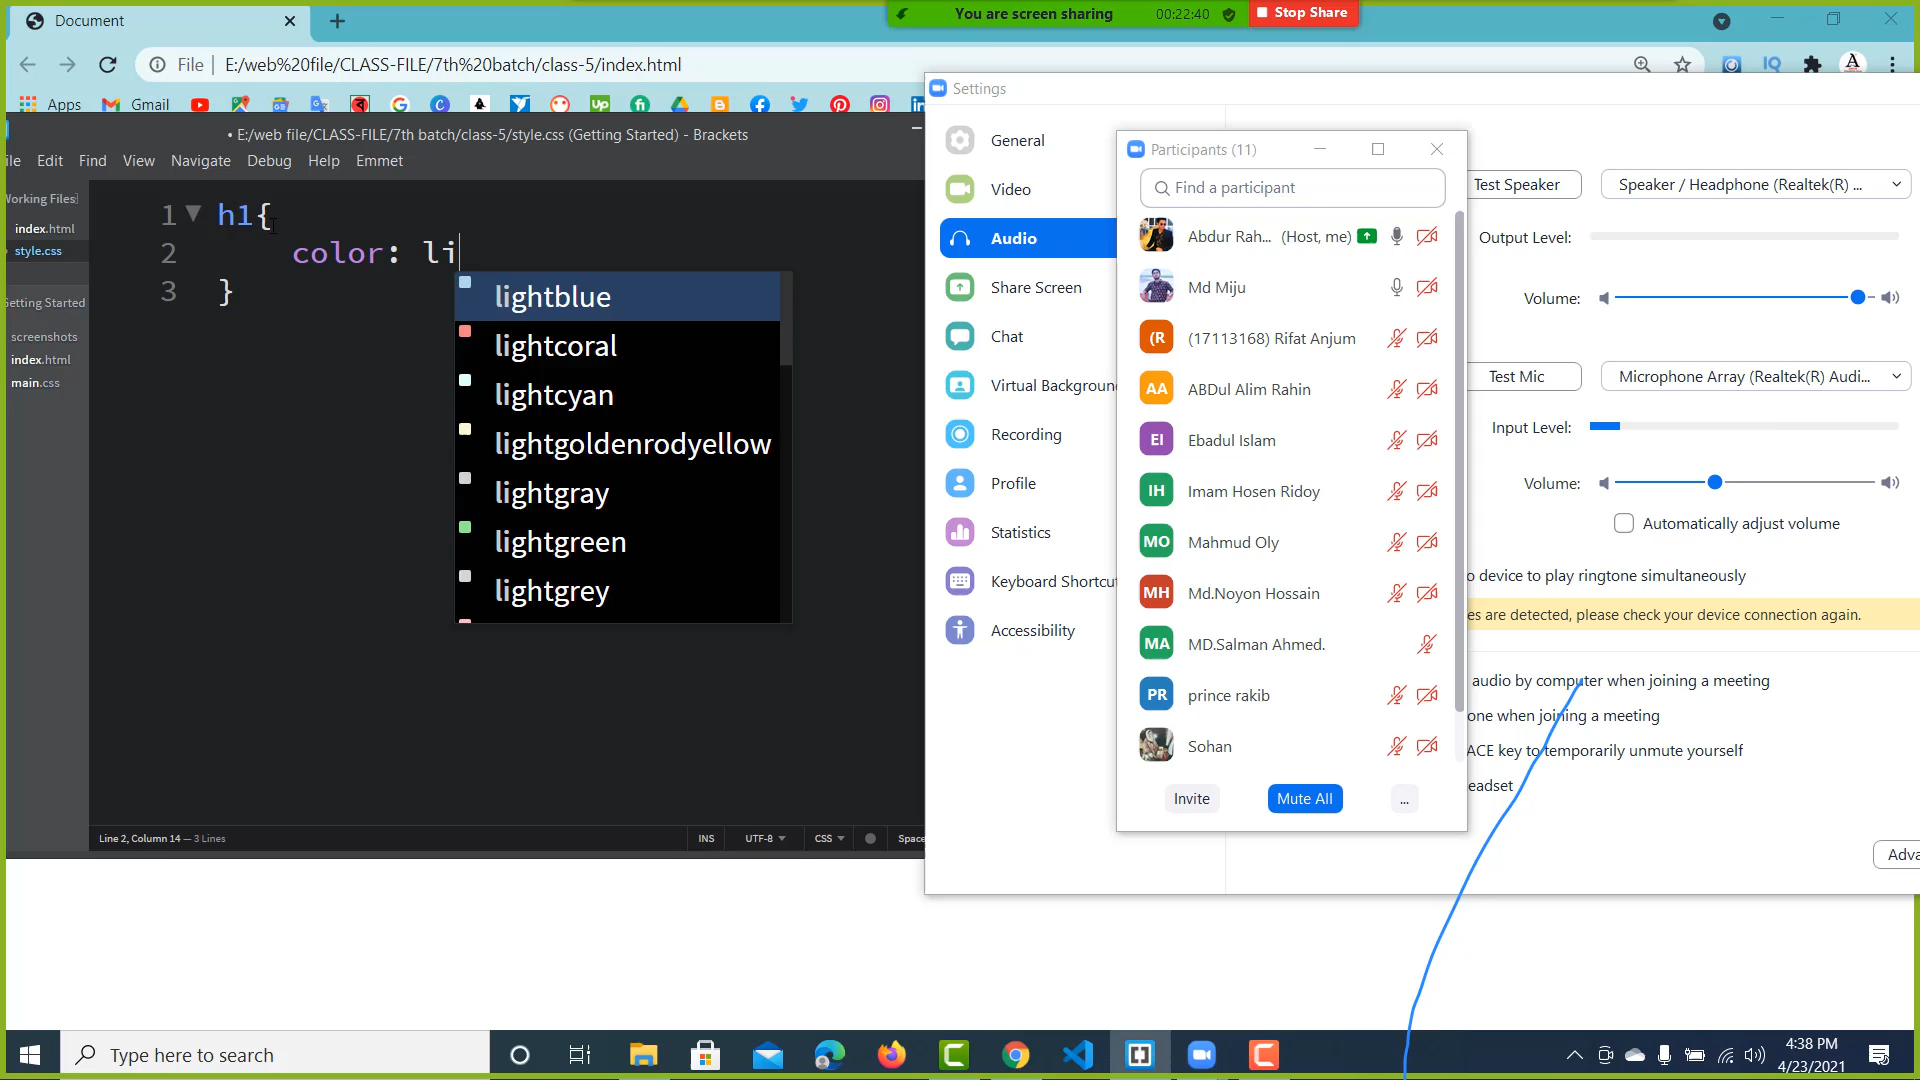 Document
You are screen sharing
00:22:40
Stop Share
File
E:/web%20file/CLASS-FILE/7th%20batch/class-5/index.html
IQ
Apps
Gmail
Settings
• E:/web file/CLASS-FILE/7th batch/class-5/style.css (Getting Started) - Brackets
ile Edit Find View Navigate Debug Help Emmet
Working Files
index.html
style.css
Getting Started
screenshots
index.html
main.css
1 h1{
2 color: li
3 }
lightblue
lightcoral
lightcyan
lightgoldenrodyellow
lightgray
lightgreen
lightgrey
Line 2, Column 14 — 3 Lines
INS
UTF-8
CSS
Space
General
Video
Audio
Share Screen
Chat
Virtual Backgroun
Recording
Profile
Statistics
Keyboard Shortcu
Accessibility
Participants (11)
Find a participant
Abdur Rah... (Host, me)
Md Miju
(R (17113168) Rifat Anjum
AA ABDul Alim Rahin
EI Ebadul Islam
IH Imam Hosen Ridoy
MO Mahmud Oly
MH Md.Noyon Hossain
MA MD.Salman Ahmed.
PR prince rakib
Sohan
Invite
Mute All
...
Test Speaker
Speaker / Headphone (Realtek(R) ...
Output Level:
Volume:
Test Mic
Microphone Array (Realtek(R) Audi...
Input Level:
Volume:
Automatically adjust volume
o device to play ringtone simultaneously
es are detected, please check your device connection again.
audio by computer when joining a meeting
one when joining a meeting
ACE key to temporarily unmute yourself
eadset
Adva
Type here to search
4:38 PM
4/23/2021